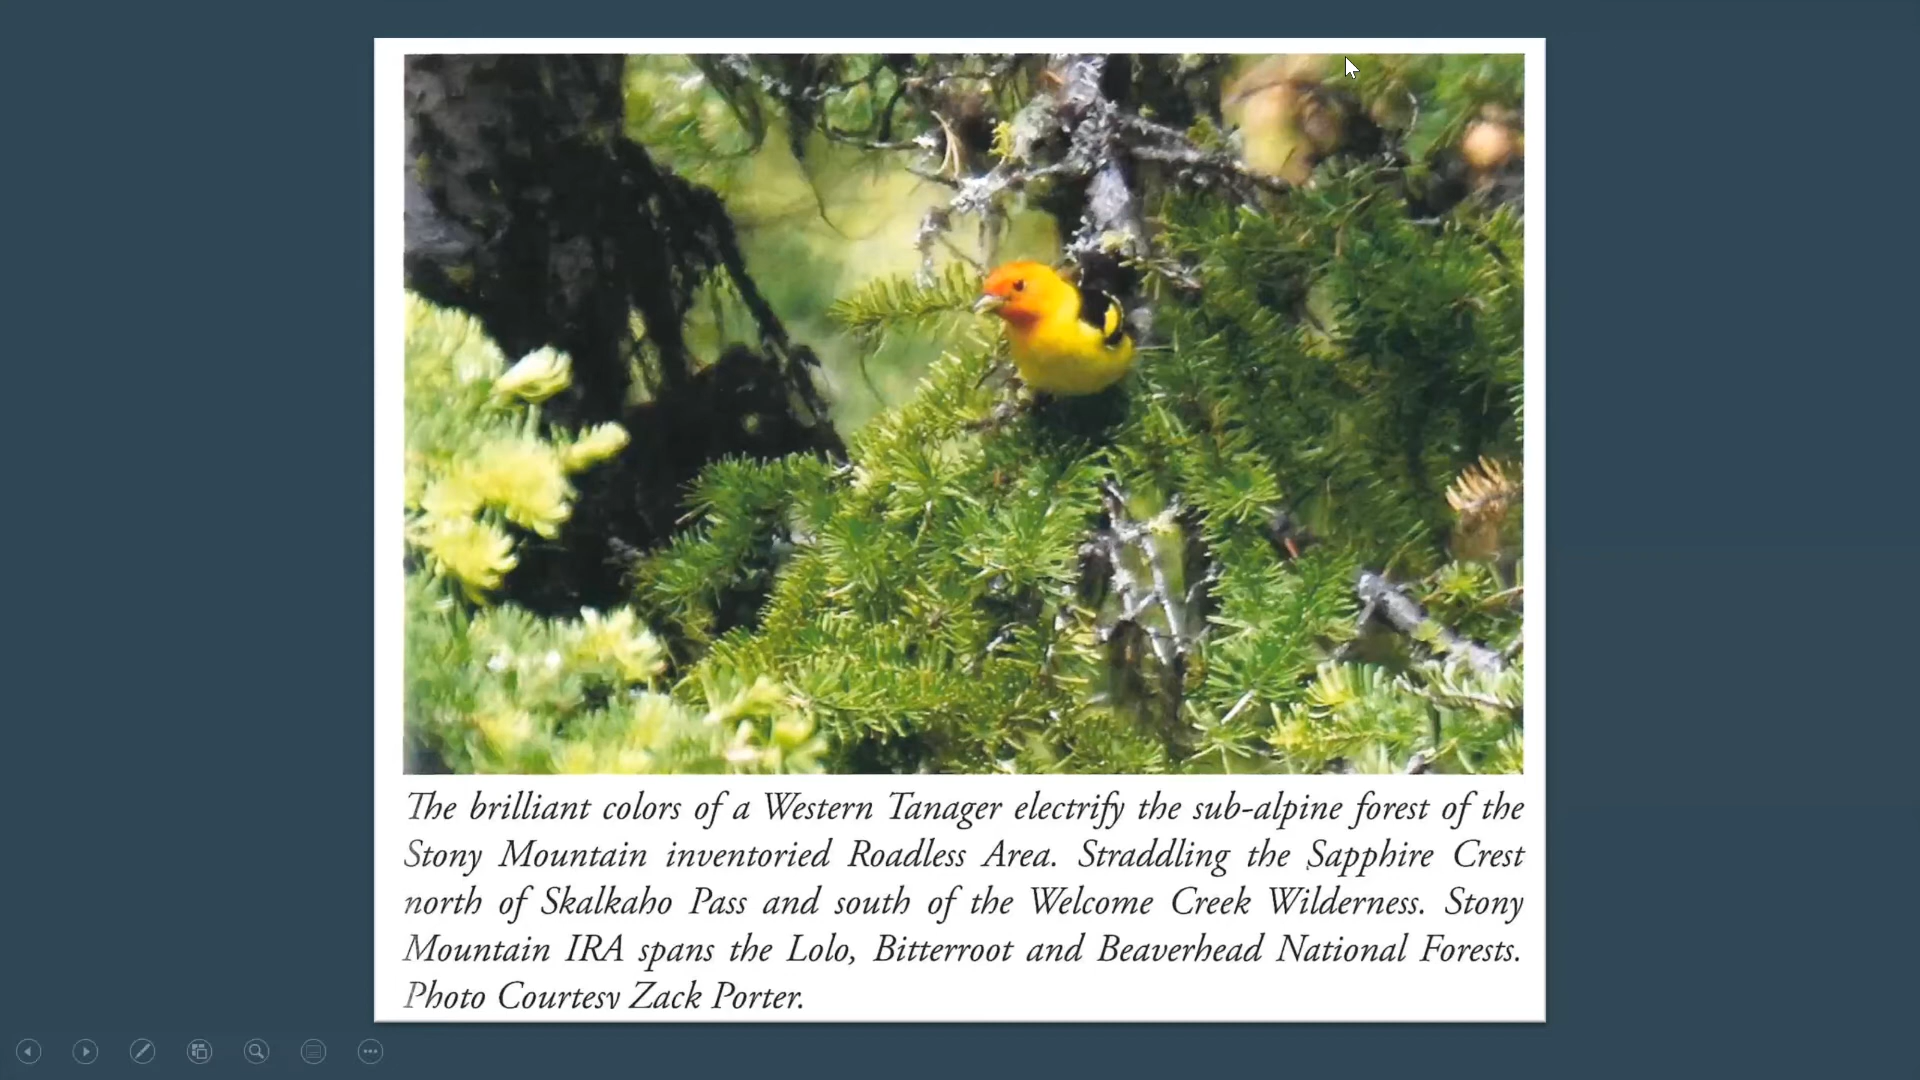 The brilliant colors of a Western Tanager electrify the sub-alpine forest of the
Stony Mountain inventoried Roadless Area. Straddling the Sapphire Crest
north of Skalkaho Pass and south of the Welcome Creek Wilderness. Stony
Mountain IRA spans the Lolo, Bitterroot and Beaverhead National Forests.
Photo Courtesy Zack Porter.